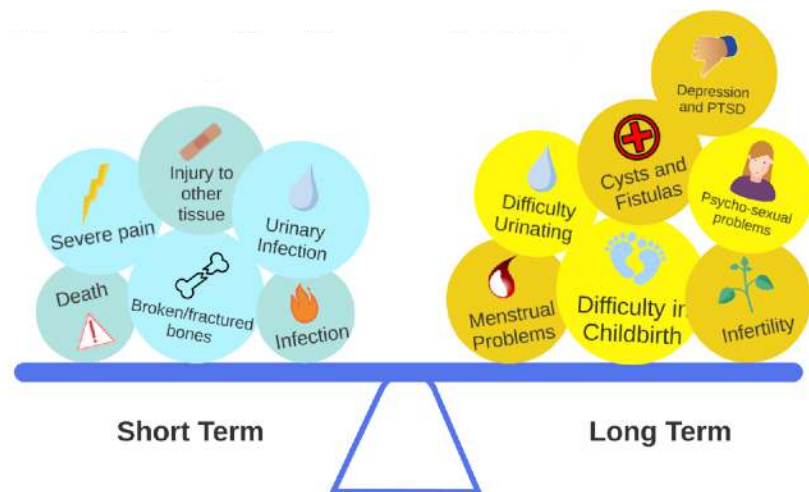 Injury to
other
tissue
Severe pain
Urinary
Infection
Death
Broken/fractured
bones
Infection
Short Term
Depression
and PTSD
Cysts and
Fistulas
Difficulty
Urinating
Psycho-sexual
problems
Menstrual
Problems
Difficulty in
Childbirth
Infertility
Long Term